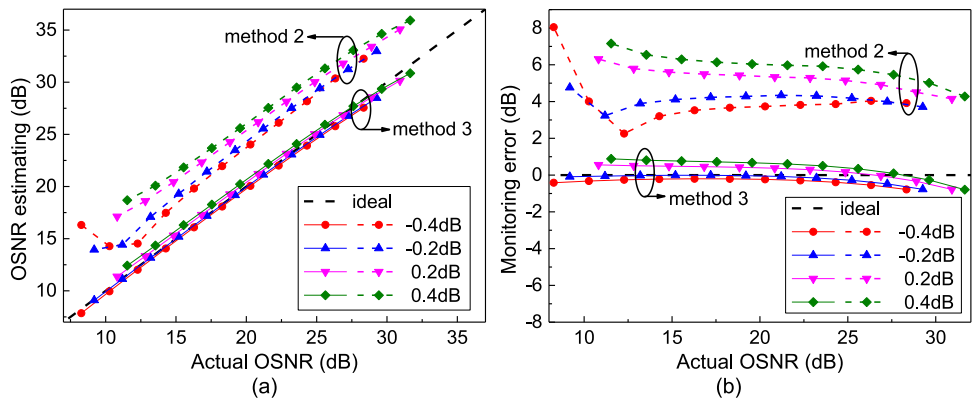 OSNR estimating (dB)
35
30
25
20
15
10
method 2
method 3
ideal
-0.4dB
-0.2dB
0.2dB
0.4dB
10 15 20 25 30 35
Actual OSNR (dB)
(a)
Monitoring error (dB)
8
6
4
2
0
-2
-4
-6
-8
method 2
method 3
ideal
-0.4dB
-0.2dB
0.2dB
0.4dB
10 15 20 25 30
Actual OSNR (dB)
(b)